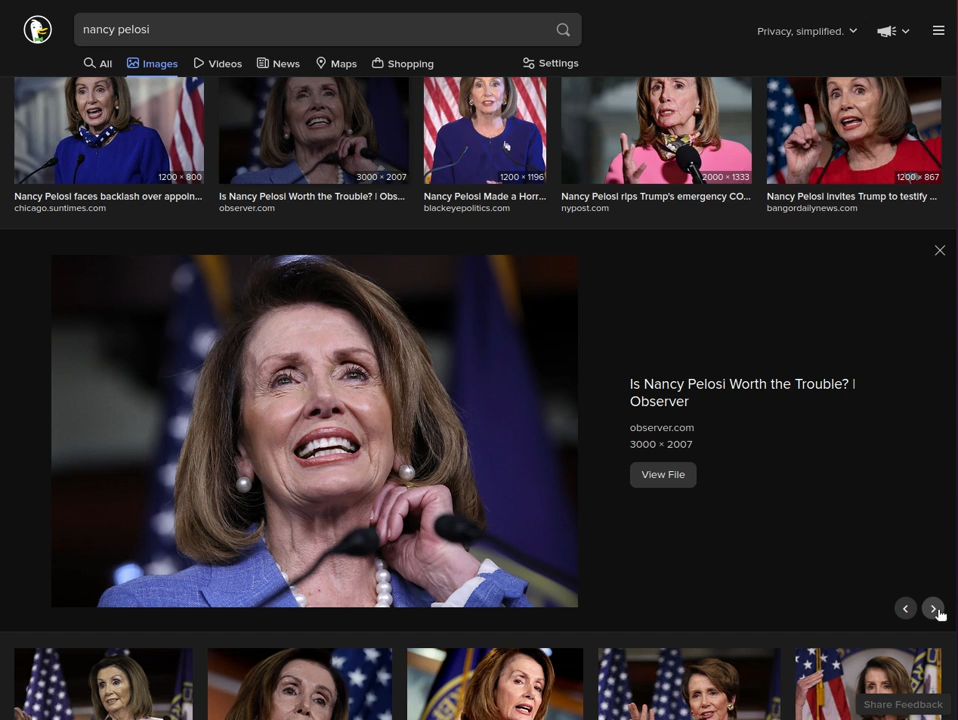 nancy pelosi
Privacy, simplified.
All Images Videos News Maps Shopping Settings
1200 × 800
3000 × 2007
1200 × 1196
2000 × 1333
1200 × 867
Nancy Pelosi faces backlash over appoin...
Is Nancy Pelosi Worth the Trouble? | Obs...
Nancy Pelosi Made a Horr...
Nancy Pelosi rips Trump's emergency CO...
Nancy Pelosi invites Trump to testify ...
chicago.suntimes.com
observer.com
blackeyepolitics.com
nypost.com
bangordailynews.com
Is Nancy Pelosi Worth the Trouble? |
Observer
observer.com
3000 × 2007
View File
Share Feedback